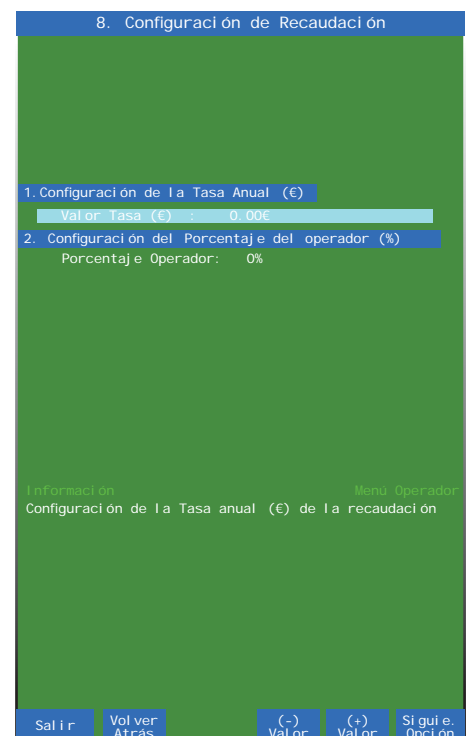 8. Configuración de Recaudación
1.Configuración de la Tasa Anual (€)
Valor Tasa (€) : 0.00€
2. Configuración del Porcentaje del operador (%)
Porcentaje Operador: 0%
Información Menú Operador
Configuración de la Tasa anual (€) de la recaudación
Salir Volver Atrás (-) Valor (+) Valor Siguie. Opción